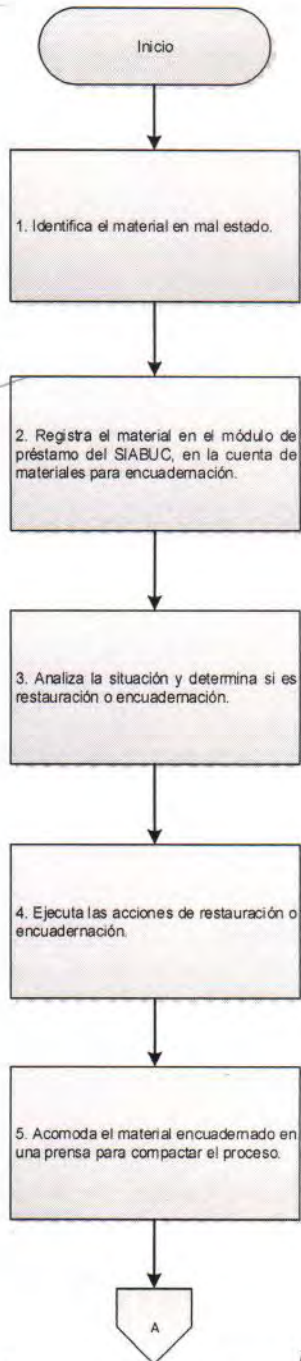 Inicio
1. Identifica el material en mal estado.
2. Registra el material en el módulo de
préstamo del SIABUC, en la cuenta de
materiales para encuadernación.
3. Analiza la situación y determina si es
restauración o encuadernación.
4. Ejecuta las acciones de restauración o
encuadernación.
5. Acomoda el material encuadernado en
una prensa para compactar el proceso.
A